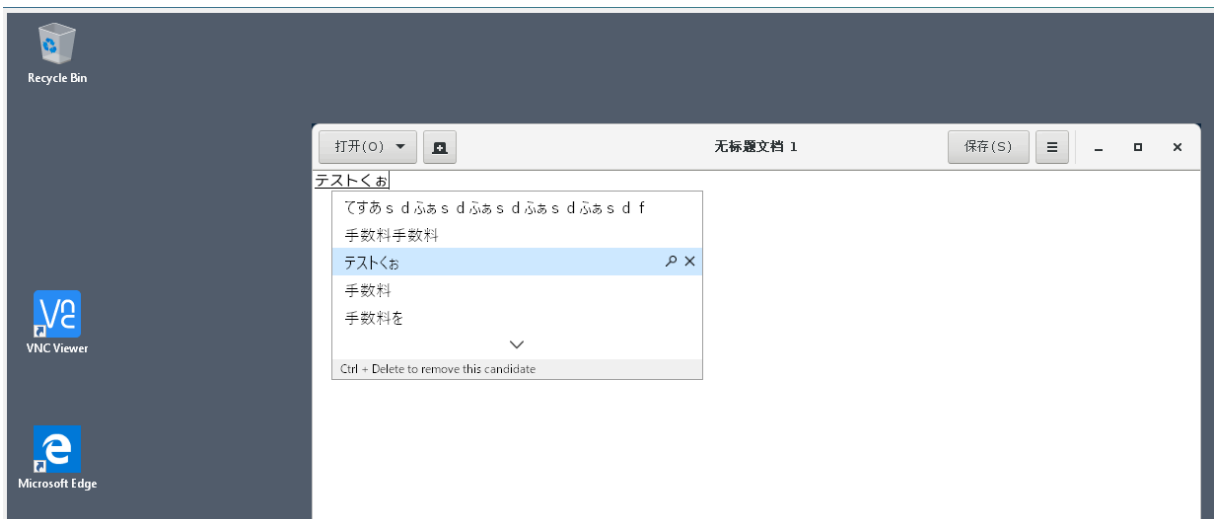 Recycle Bin
打开(O)
无标题文档 1
保存(S)
テストくぉ
てすあｓｄふぁｓｄふぁｓｄふぁｓｄふぁｓｄｆ
手数料手数料
テストくぉ
手数料
手数料を
Ctrl + Delete to remove this candidate
VNC Viewer
Microsoft Edge